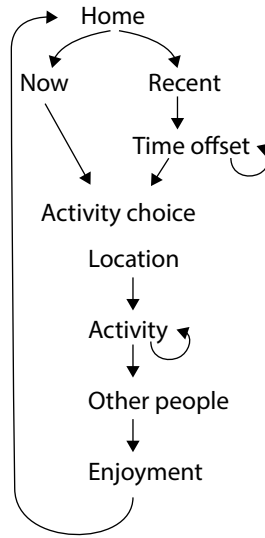 Home
Now
Recent
Time offset
Activity choice
Location
Activity
Other people
Enjoyment